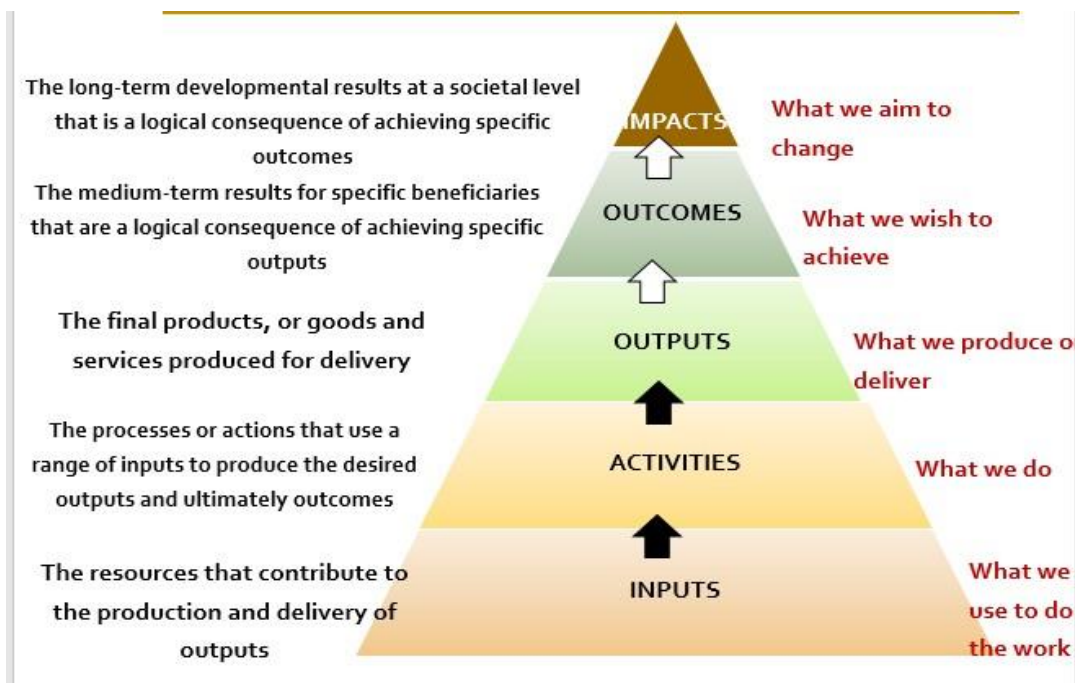 The long-term developmental results at a societal level
that is a logical consequence of achieving specific
outcomes
IMPACTS
What we aim to
change
The medium-term results for specific beneficiaries
that are a logical consequence of achieving specific
outputs
OUTCOMES
What we wish to
achieve
The final products, or goods and
services produced for delivery
OUTPUTS
What we produce o
deliver
The processes or actions that use a
range of inputs to produce the desired
outputs and ultimately outcomes
ACTIVITIES
What we do
The resources that contribute to
the production and delivery of
outputs
INPUTS
What we
use to do
the work